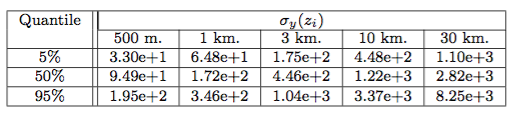 Quantile σy(zi)
500 m. 1 km. 3 km. 10 km. 30 km.
5% 3.30e+1 6.48e+1 1.75e+2 4.48e+2 1.10e+3
50% 9.49e+1 1.72e+2 4.46e+2 1.22e+3 2.82e+3
95% 1.95e+2 3.46e+2 1.04e+3 3.37e+3 8.25e+3